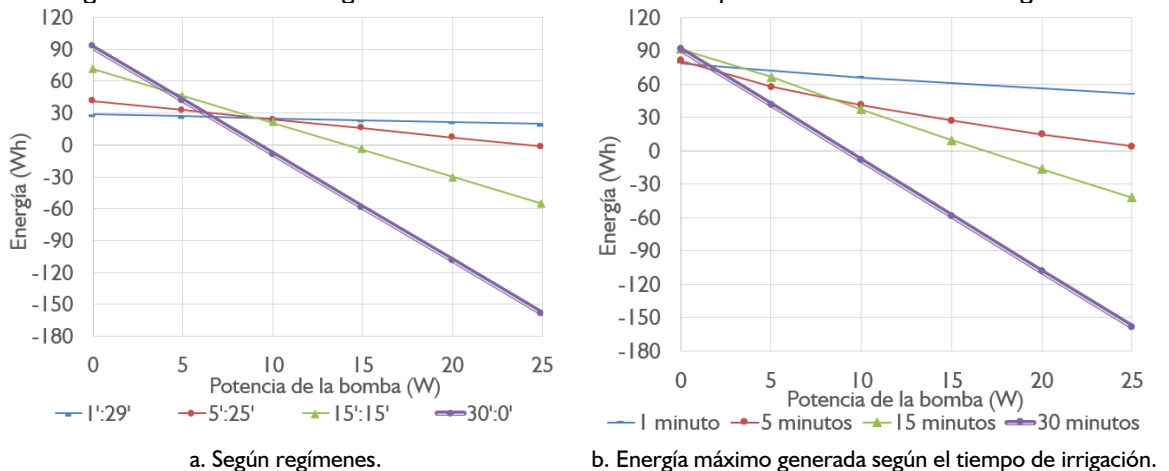 120
90
60
30
0
-30
-60
-90
-120
-150
-180
Energía (Wh)
0 5 10 15 20 25
Potencia de la bomba (W)
1':29' 5':25' 15':15' 30':0'
a. Según regímenes.
120
90
60
30
0
-30
-60
-90
-120
-150
-180
Energía (Wh)
0 5 10 15 20 25
Potencia de la bomba (W)
1 minuto 5 minutos 15 minutos 30 minutos
b. Energía máximo generada según el tiempo de irrigación.